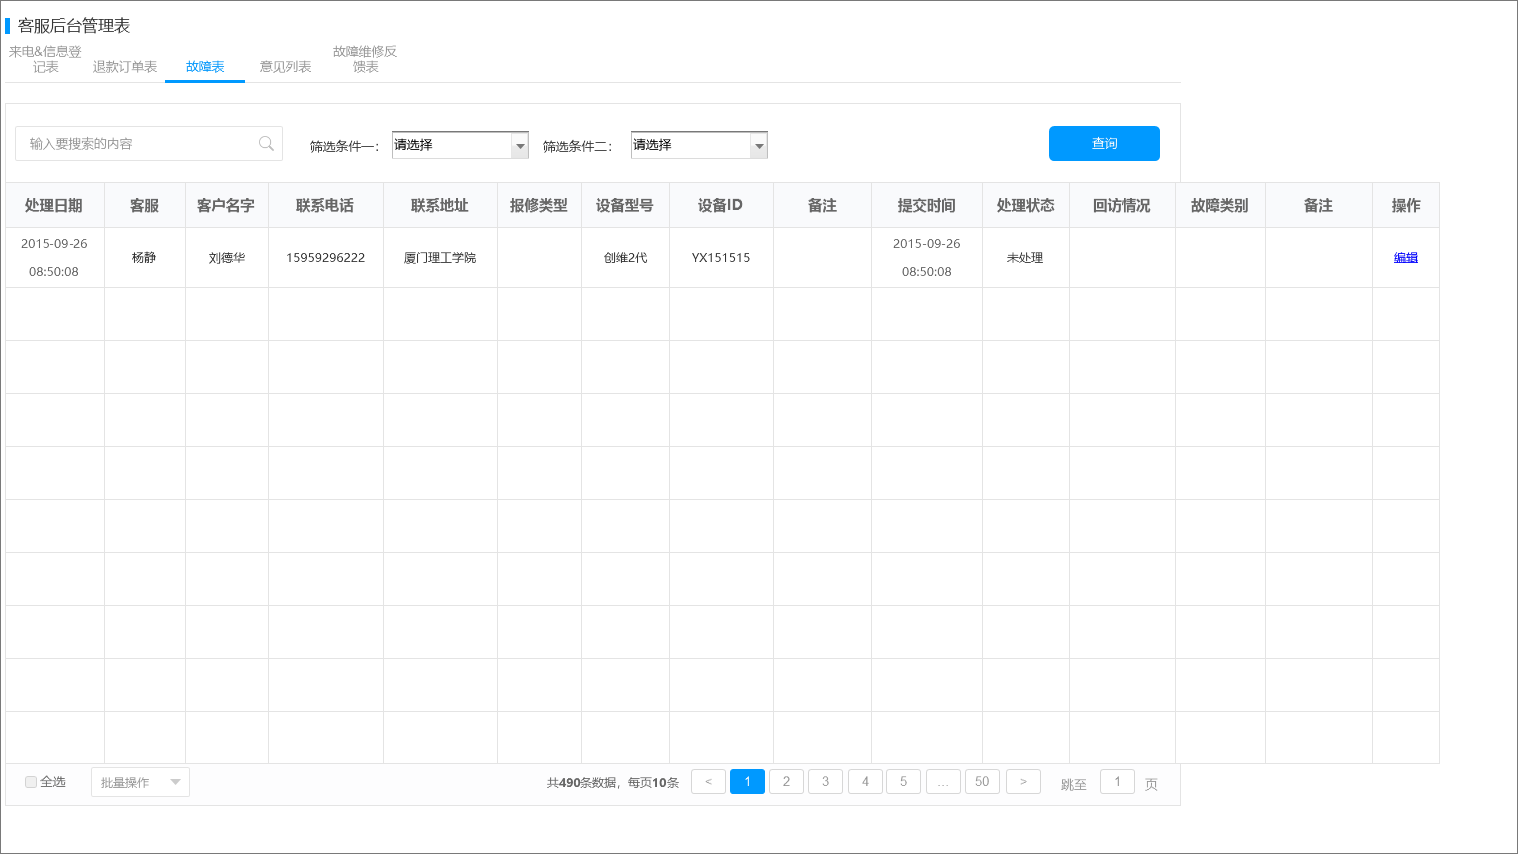 客服后台管理表
来电&信息登
记表
退款订单表
故障表
意见列表
故障维修反
馈表
输入要搜索的内容
筛选条件一： 请选择 筛选条件二： 请选择 查询
处理日期 客服 客户名字 联系电话 联系地址 报修类型 设备型号 设备ID 备注 提交时间 处理状态 回访情况 故障类别 备注 操作
2015-09-26
08:50:08
杨静 刘德华 15959296222 厦门理工学院 创维2代 YX151515
2015-09-26
08:50:08
未处理 编辑
全选 批量操作 共490条数据，每页10条 < 1 2 3 4 5 ... 50 > 跳至 1 页